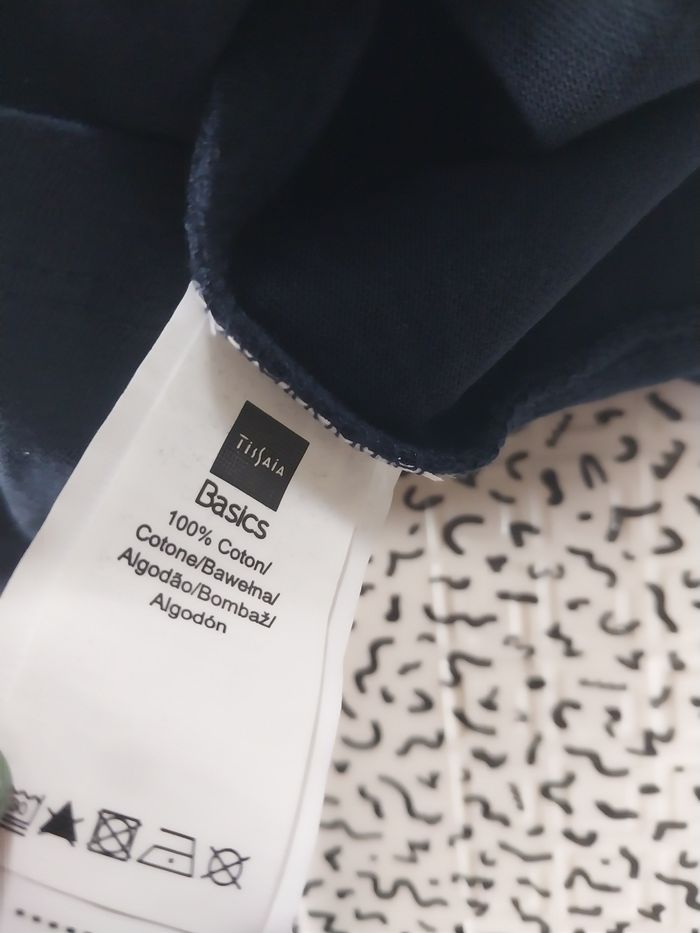 TISSAIA
Basics
100% Coton/
Cotone/Bawełna/
Algodão/Bombaž/
Algodón